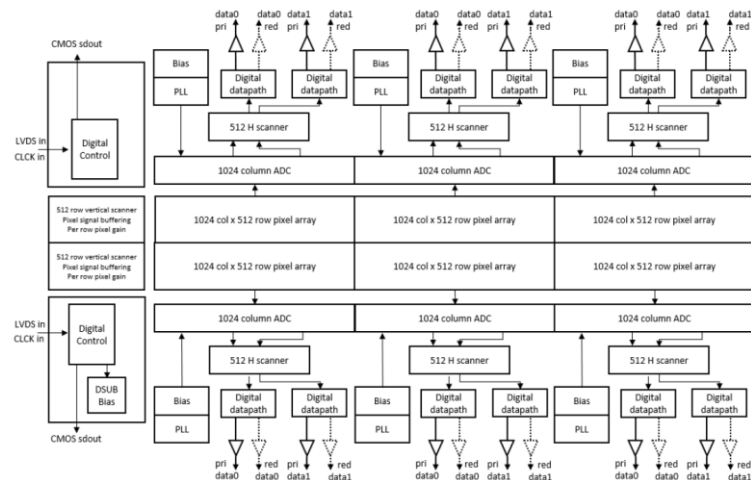 data0 data0 data1 data1 data0 data0 data1 data1 data0 data0 data1 data1
pri red pri red pri red pri red pri red pri red
CMOS sdout
Bias
PLL
Digital
datapath
Digital
datapath
Bias
PLL
Digital
datapath
Digital
datapath
Bias
PLL
Digital
datapath
Digital
datapath
512 H scanner
512 H scanner
512 H scanner
LVDS in
CLCK in
Digital
Control
1024 column ADC
1024 column ADC
1024 column ADC
512 row vertical scanner
Pixel signal buffering
Per row pixel gain
1024 col x 512 row pixel array
1024 col x 512 row pixel array
1024 col x 512 row pixel array
512 row vertical scanner
Pixel signal buffering
Per row pixel gain
1024 col x 512 row pixel array
1024 col x 512 row pixel array
1024 col x 512 row pixel array
LVDS in
CLCK in
Digital
Control
1024 column ADC
1024 column ADC
1024 column ADC
512 H scanner
512 H scanner
512 H scanner
DSUB
Bias
CMOS sdout
Bias
PLL
Digital
datapath
Digital
datapath
Bias
PLL
Digital
datapath
Digital
datapath
Bias
PLL
Digital
datapath
Digital
datapath
pri red pri red pri red pri red pri red pri red
data0 data0 data1 data1 data0 data0 data1 data1 data0 data0 data1 data1